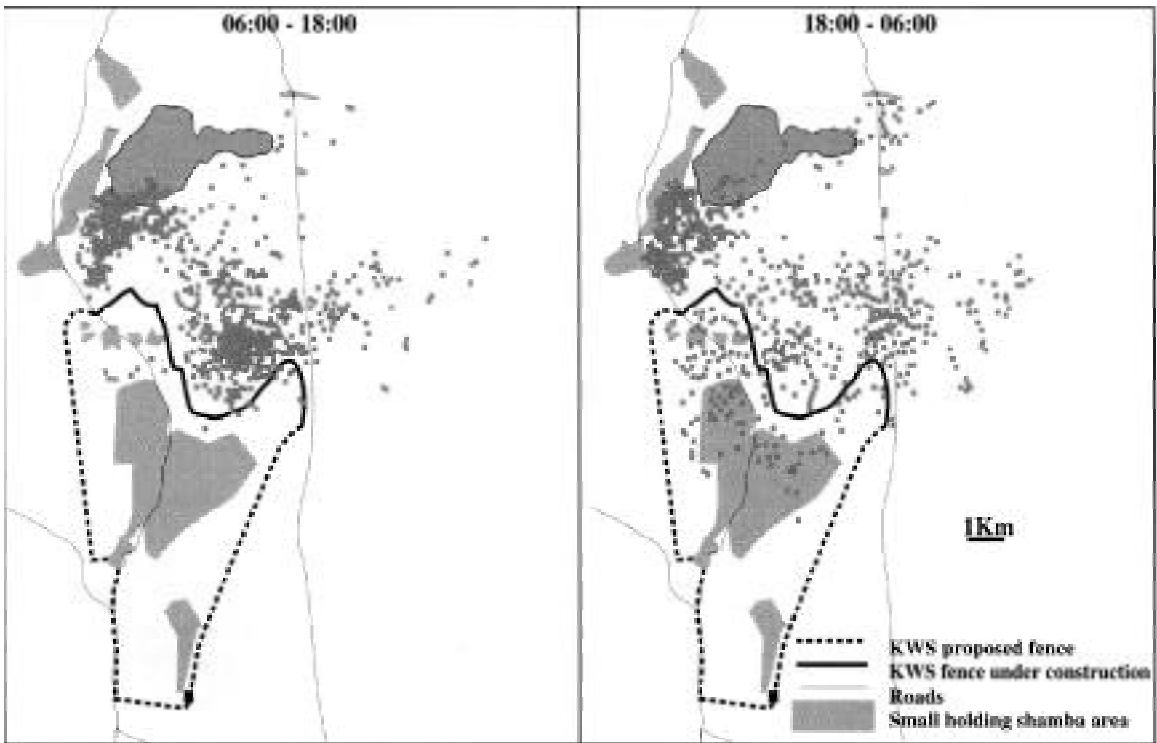 06:00 - 18:00
18:00 - 06:00
1Km
KWS proposed fence
KWS fence under construction
Roads
Small holding shamba area